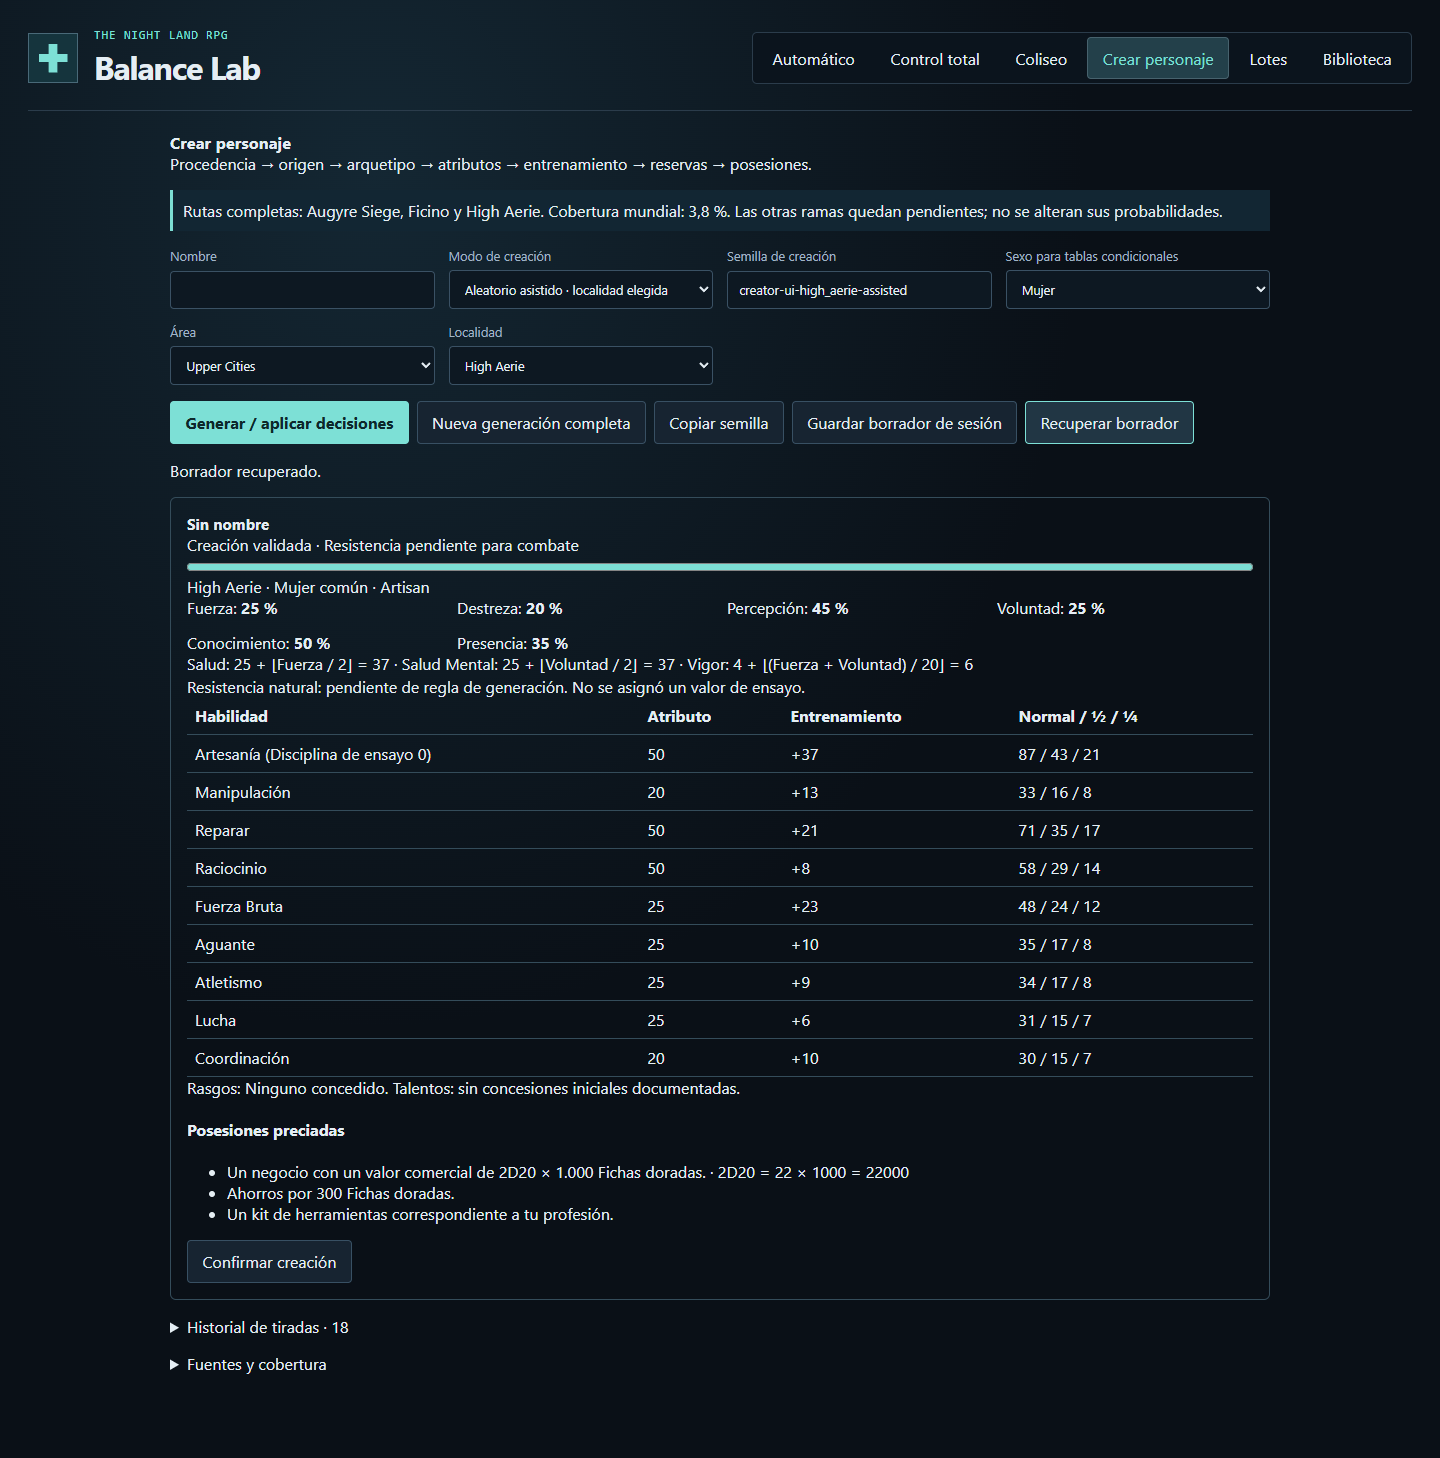 THE NIGHT LAND RPG
Balance Lab
Automático Control total Coliseo Crear personaje Lotes Biblioteca
Crear personaje
Procedencia → origen → arquetipo → atributos → entrenamiento → reservas → posesiones.
Rutas completas: Augyre Siege, Ficino y High Aerie. Cobertura mundial: 3,8 %. Las otras ramas quedan pendientes; no se alteran sus probabilidades.
Nombre Modo de creación Semilla de creación Sexo para tablas condicionales
Aleatorio asistido · localidad elegida creator-ui-high_aerie-assisted Mujer
Área Localidad
Upper Cities High Aerie
Generar / aplicar decisiones Nueva generación completa Copiar semilla Guardar borrador de sesión Recuperar borrador
Borrador recuperado.
Sin nombre
Creación validada · Resistencia pendiente para combate
High Aerie · Mujer común · Artisan
Fuerza: 25 % Destreza: 20 % Percepción: 45 % Voluntad: 25 %
Conocimiento: 50 % Presencia: 35 %
Salud: 25 + ⌊Fuerza / 2⌋ = 37 · Salud Mental: 25 + ⌊Voluntad / 2⌋ = 37 · Vigor: 4 + ⌊(Fuerza + Voluntad) / 20⌋ = 6
Resistencia natural: pendiente de regla de generación. No se asignó un valor de ensayo.
Habilidad Atributo Entrenamiento Normal / ½ / ¼
Artesanía (Disciplina de ensayo 0) 50 +37 87 / 43 / 21
Manipulación 20 +13 33 / 16 / 8
Reparar 50 +21 71 / 35 / 17
Raciocinio 50 +8 58 / 29 / 14
Fuerza Bruta 25 +23 48 / 24 / 12
Aguante 25 +10 35 / 17 / 8
Atletismo 25 +9 34 / 17 / 8
Lucha 25 +6 31 / 15 / 7
Coordinación 20 +10 30 / 15 / 7
Rasgos: Ninguno concedido. Talentos: sin concesiones iniciales documentadas.
Posesiones preciadas
• Un negocio con un valor comercial de 2D20 × 1.000 Fichas doradas. · 2D20 = 22 × 1000 = 22000
• Ahorros por 300 Fichas doradas.
• Un kit de herramientas correspondiente a tu profesión.
Confirmar creación
▶ Historial de tiradas · 18
▶ Fuentes y cobertura